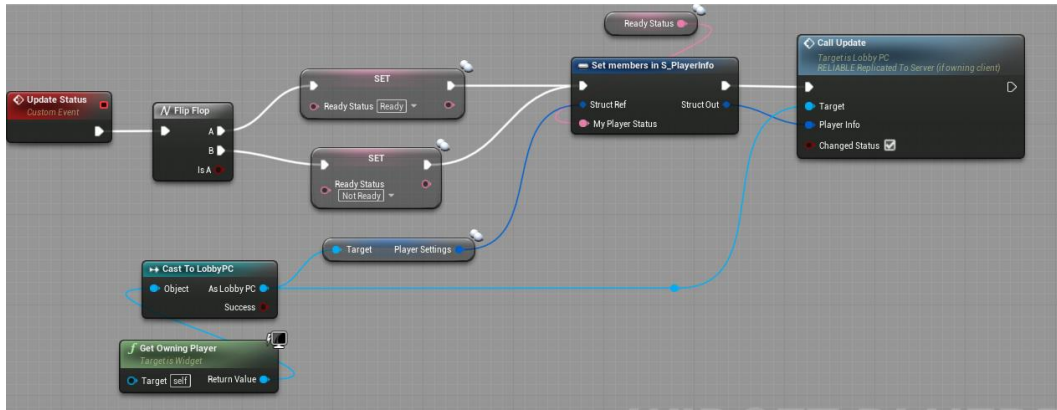 Ready Status
Call Update
Target is Lobby PC
RELIABLE Replicated To Server (if owning client)
Set members in S_PlayerInfo
Update Status
Custom Event
SET
Flip Flop
Ready Status Ready
Struct Ref Struct Out
Target
A
My Player Status
Player Info
B
SET
Changed Status
Is A
Ready Status
Not Ready
Target Player Settings
Cast To LobbyPC
Object As Lobby PC
Success
Get Owning Player
Target is Widget
Target self Return Value